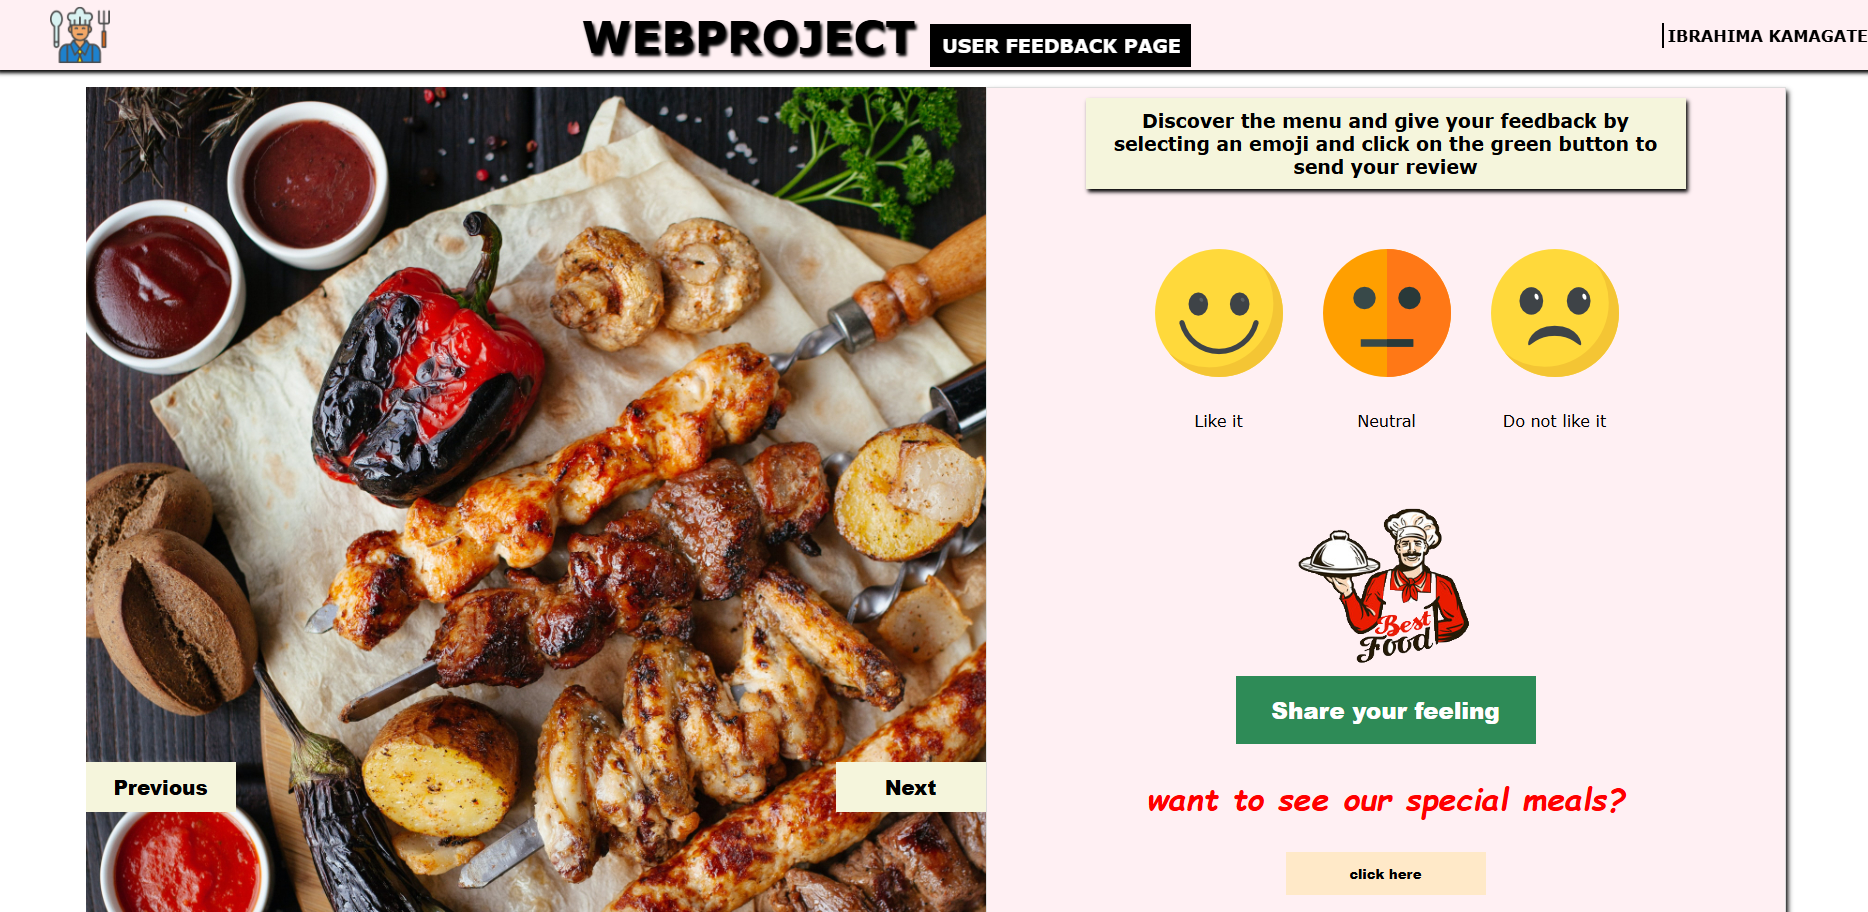 WEBPROJECT
USER FEEDBACK PAGE
IBRAHIMA KAMAGATE
Discover the menu and give your feedback by
selecting an emoji and click on the green button to
send your review
Like it
Neutral
Do not like it
Best
Food
Share your feeling
Previous
Next
want to see our special meals?
click here